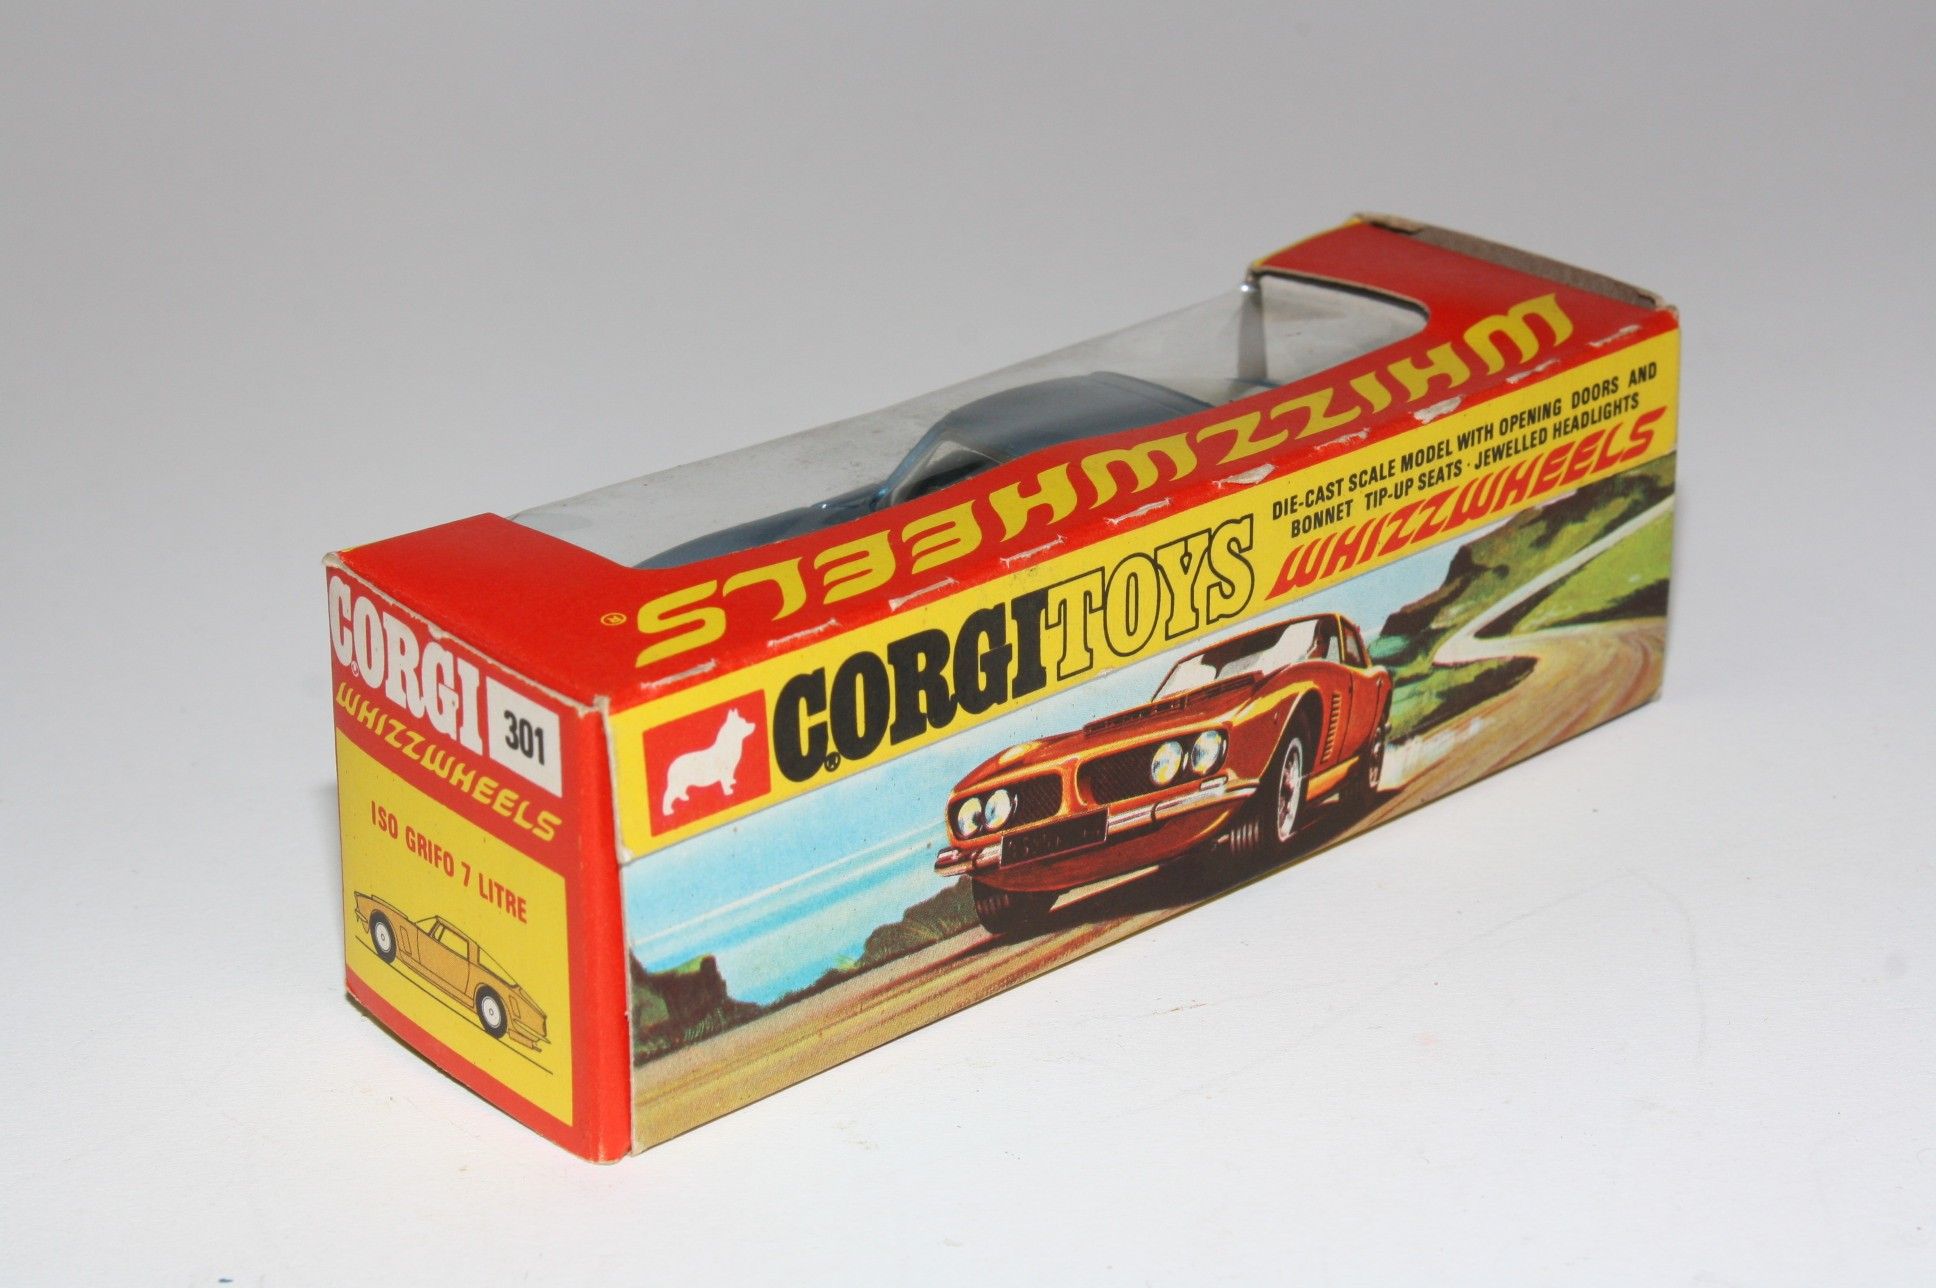 WHIZZWHEELS ®
CORGI
301
WHIZZWHEELS
ISO GRIFO 7 LITRE
CORGI TOYS
DIE-CAST SCALE MODEL WITH OPENING DOORS AND
BONNET TIP-UP SEATS · JEWELLED HEADLIGHTS
WHIZZWHEELS